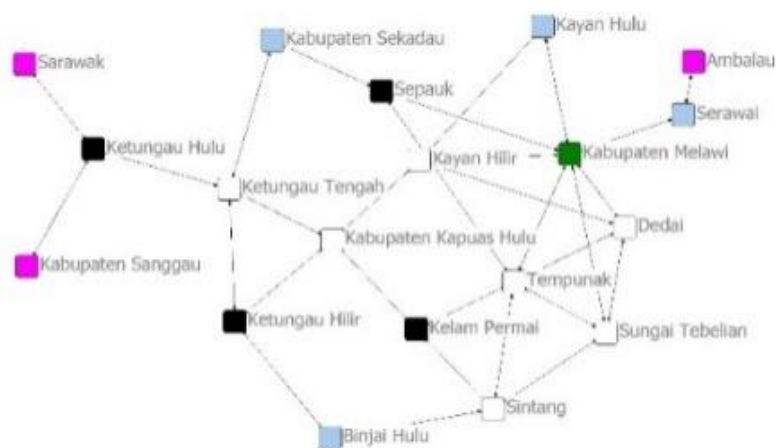 Kayan Hulu
Kabupaten Sekadau
Sarawak
Ambalau
Sepauk
Serawai
Ketungau Hulu
Kayan Hilir
Kabupaten Melawi
Ketungau Tengah
Dedai
Kabupaten Kapuas Hulu
Kabupaten Sanggau
Tempunak
Ketungau Hilir
Kelam Permai
Sungai Tebelian
Sintang
Binjai Hulu